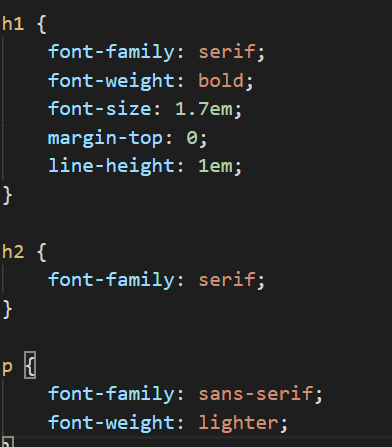 h1 {
    font-family: serif;
    font-weight: bold;
    font-size: 1.7em;
    margin-top: 0;
    line-height: 1em;
}

h2 {
    font-family: serif;
}

p {
    font-family: sans-serif;
    font-weight: lighter;
}